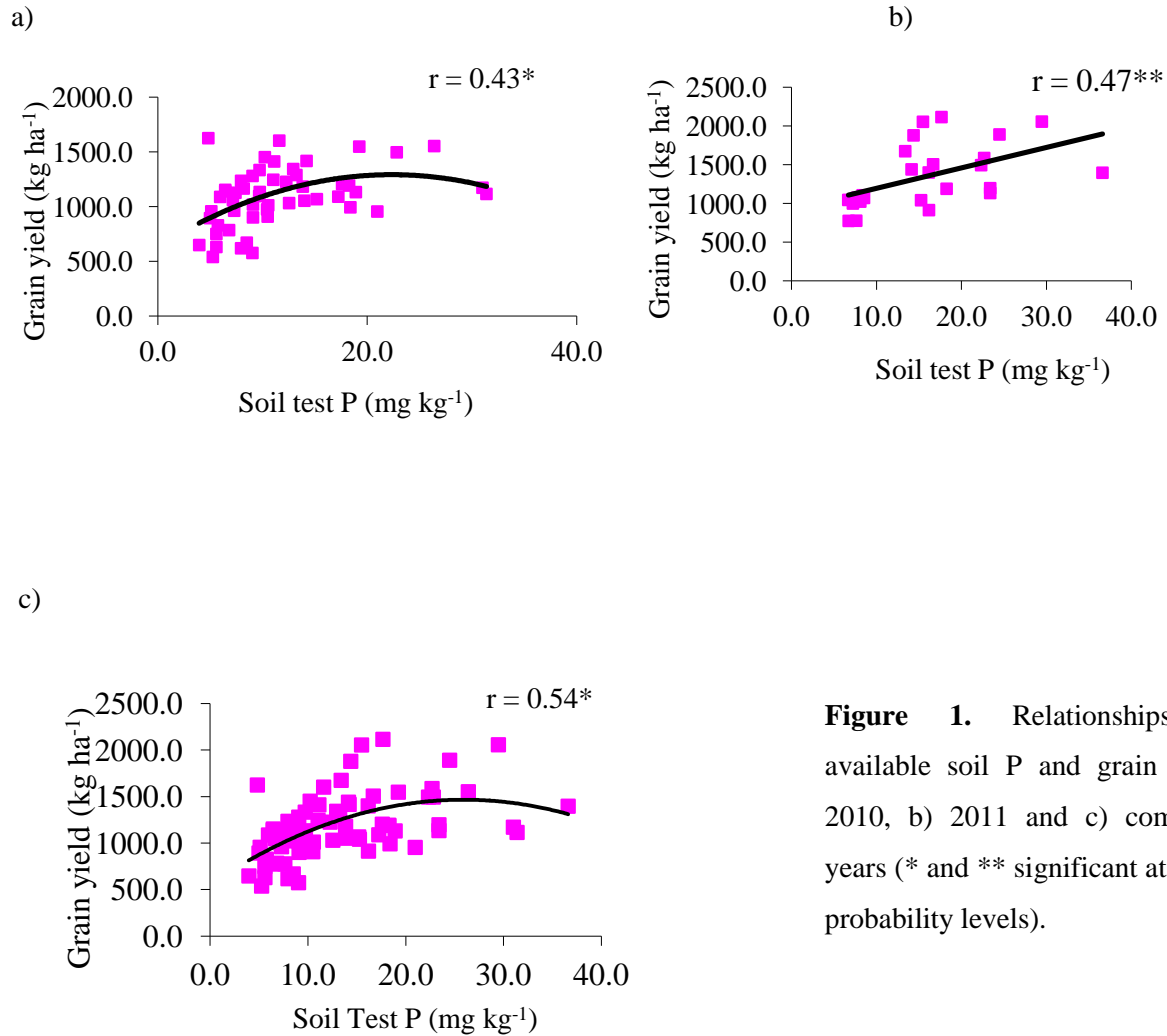 a)
r = 0.43*
Grain yield (kg ha⁻¹)
2000.0
1500.0
1000.0
500.0
0.0
0.0 20.0 40.0
Soil test P (mg kg⁻¹)
b)
r = 0.47**
Grain yield (kg ha⁻¹)
2500.0
2000.0
1500.0
1000.0
500.0
0.0
0.0 10.0 20.0 30.0 40.0
Soil test P (mg kg⁻¹)
c)
r = 0.54*
Grain yield (kg ha⁻¹)
2500.0
2000.0
1500.0
1000.0
500.0
0.0
0.0 10.0 20.0 30.0 40.0
Soil Test P (mg kg⁻¹)
Figure 1. Relationships
available soil P and grain
2010, b) 2011 and c) com
years (* and ** significant at
probability levels).